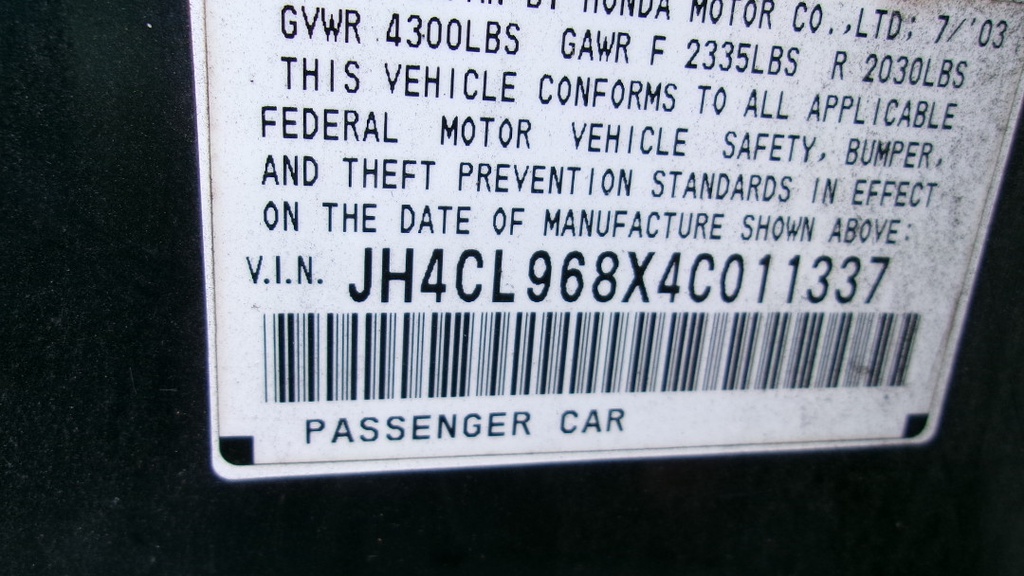 BY HONDA MOTOR CO.,LTD; 7/'03
GVWR 4300LBS GAWR F 2335LBS R 2030LBS
THIS VEHICLE CONFORMS TO ALL APPLICABLE
FEDERAL MOTOR VEHICLE SAFETY, BUMPER,
AND THEFT PREVENTION STANDARDS IN EFFECT
ON THE DATE OF MANUFACTURE SHOWN ABOVE:
V.I.N. JH4CL968X4C011337
PASSENGER CAR